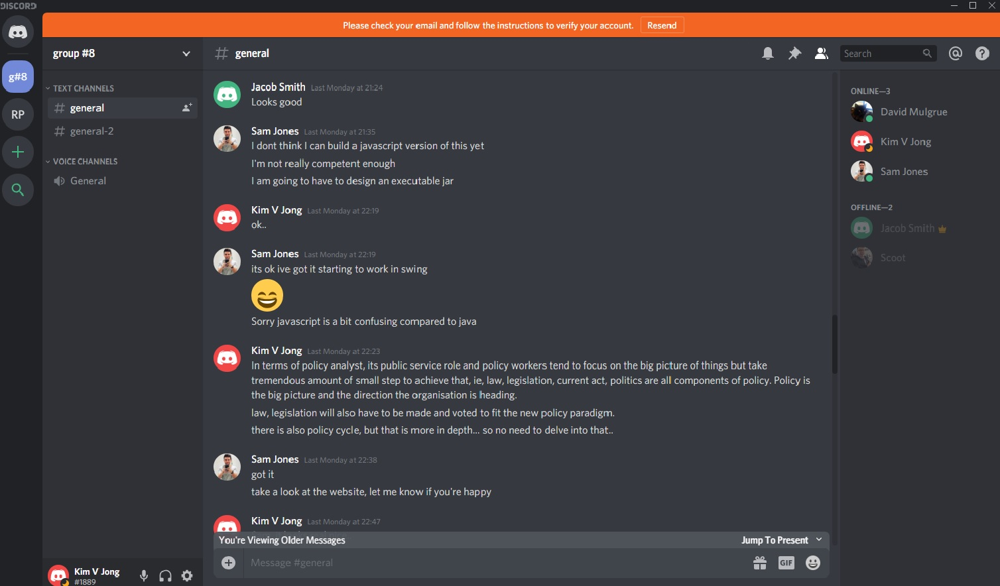 DISCORD
Please check your email and follow the instructions to verify your account. Resend
group #8
# general
Search
g#8
RP
TEXT CHANNELS
# general
# general-2
VOICE CHANNELS
General
Jacob Smith Last Monday at 21:24
Looks good
Sam Jones Last Monday at 21:35
I dont think I can build a javascript version of this yet
I'm not really competent enough
I am going to have to design an executable jar
Kim V Jong Last Monday at 22:19
ok..
Sam Jones Last Monday at 22:19
its ok ive got it starting to work in swing
Sorry javascript is a bit confusing compared to java
Kim V Jong Last Monday at 22:23
In terms of policy analyst, its public service role and policy workers tend to focus on the big picture of things but take
tremendous amount of small step to achieve that, ie, law, legislation, current act, politics are all components of policy. Policy is
the big picture and the direction the organisation is heading.
law, legislation will also have to be made and voted to fit the new policy paradigm.
there is also policy cycle, but that is more in depth... so no need to delve into that..
Sam Jones Last Monday at 22:38
got it
take a look at the website, let me know if you're happy
Kim V Jong Last Monday at 22:47
You're Viewing Older Messages
Jump To Present
Message #general
GIF
ONLINE—3
David Mulgrue
Kim V Jong
Sam Jones
OFFLINE—2
Jacob Smith
Scoot
Kim V Jong
#1889